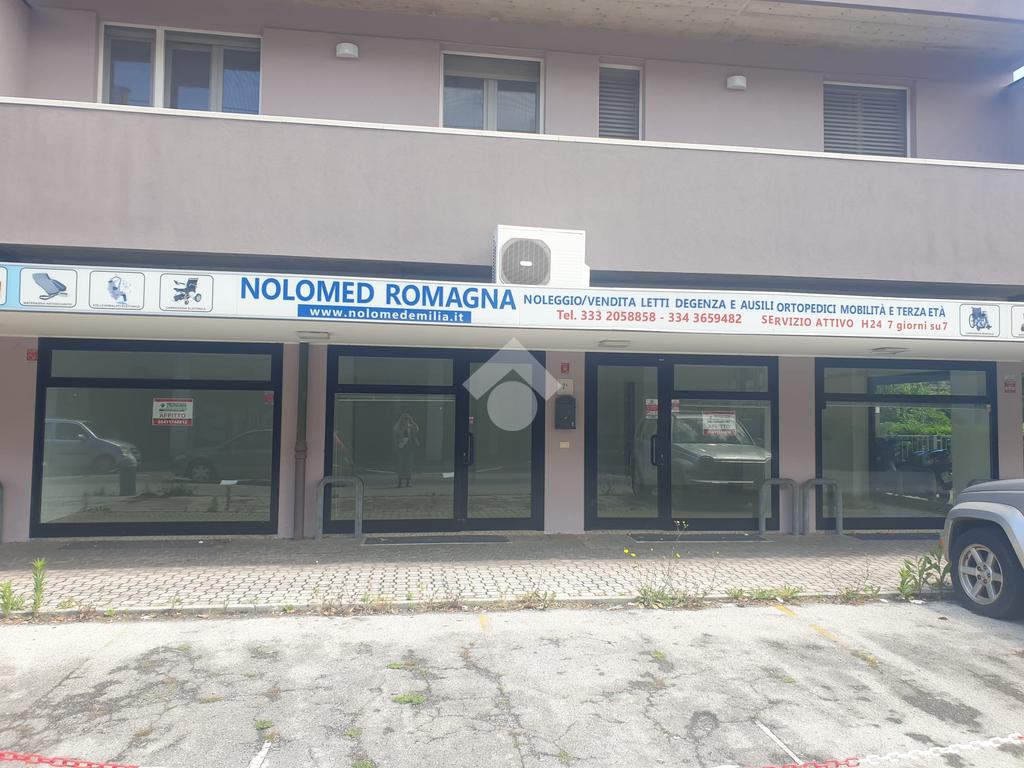 NOLOMED ROMAGNA
www.nolomedemilia.it
NOLEGGIO/VENDITA LETTI DEGENZA E AUSILI ORTOPEDICI MOBILITÀ E TERZA ETÀ
Tel. 333 2058858 - 334 3659482 SERVIZIO ATTIVO H24 7 giorni su7
AFFITTO
AFFITTO